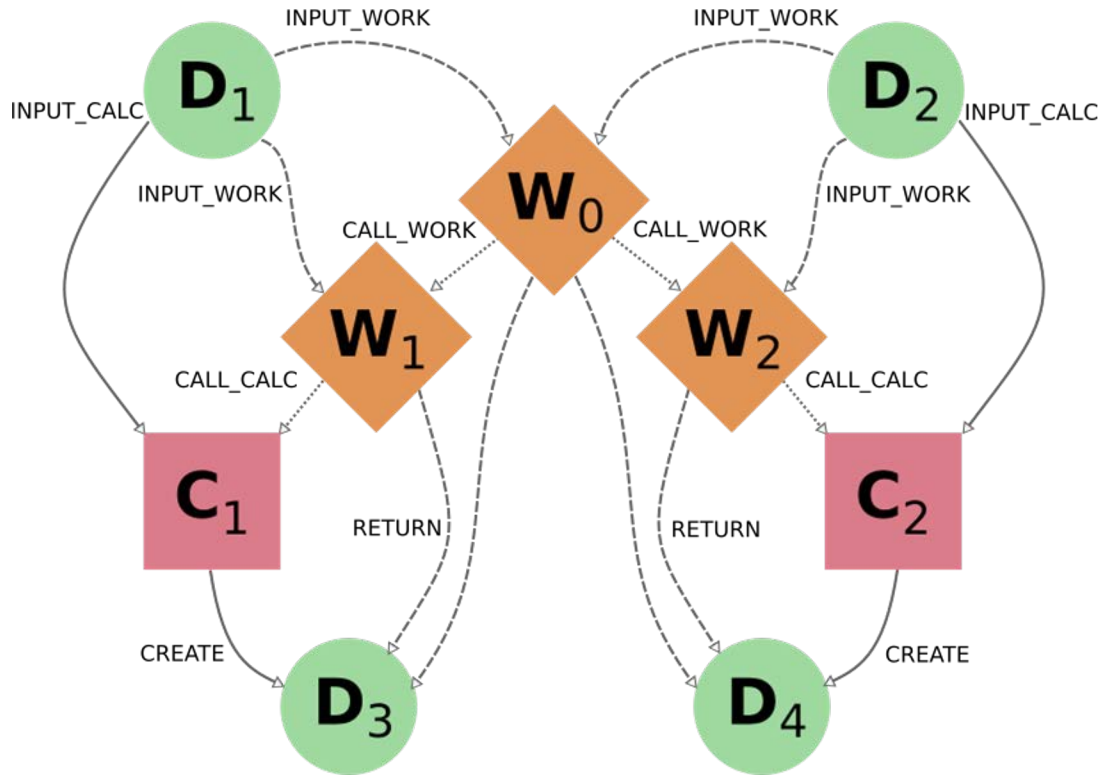 INPUT_WORK
INPUT_WORK
D1
D2
INPUT_CALC
INPUT_CALC
INPUT_WORK
W0
INPUT_WORK
CALL_WORK
CALL_WORK
W1
W2
CALL_CALC
CALL_CALC
C1
C2
RETURN
RETURN
CREATE
CREATE
D3
D4